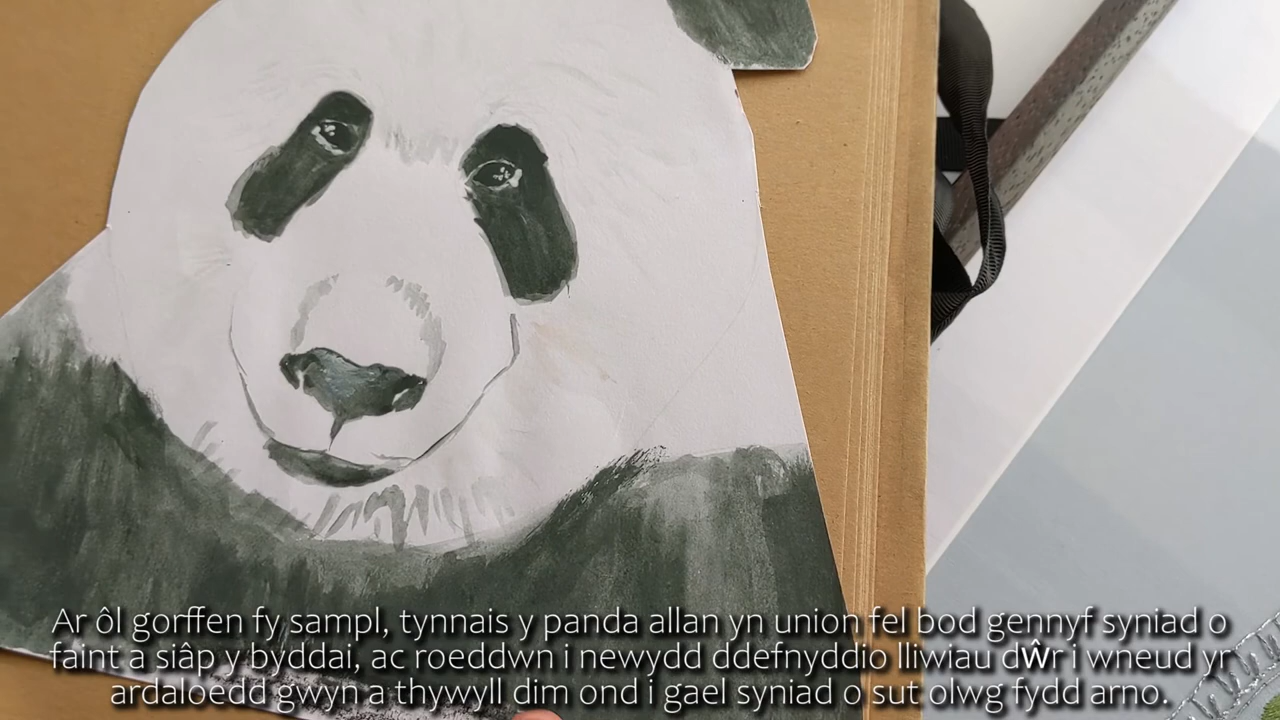 Ar ôl gorffen fy sampl, tynnais y panda allan yn union fel bod gennyf syniad o
faint a siâp y byddai, ac roeddwn i newydd ddefnyddio lliwiau dŵr i wneud yr
ardaloedd gwyn a thywyll dim ond i gael syniad o sut olwg fydd arno.